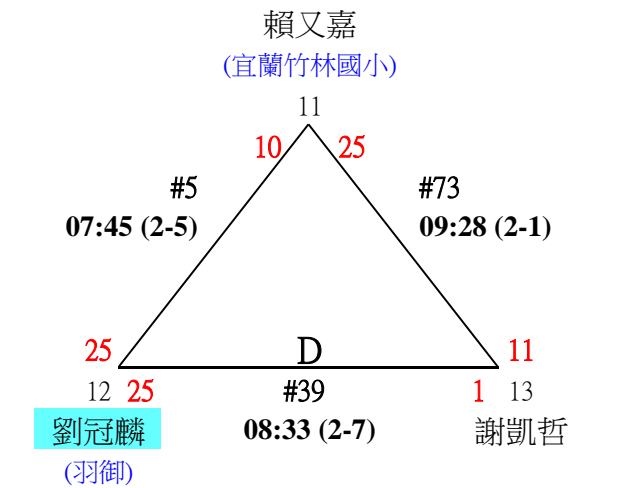 賴又嘉
(宜蘭竹林國小)
11
10 25
#5 #73
07:45 (2-5) 09:28 (2-1)
25 D 11
12 25 #39 1 13
劉冠麟 08:33 (2-7) 謝凱哲
(羽御)